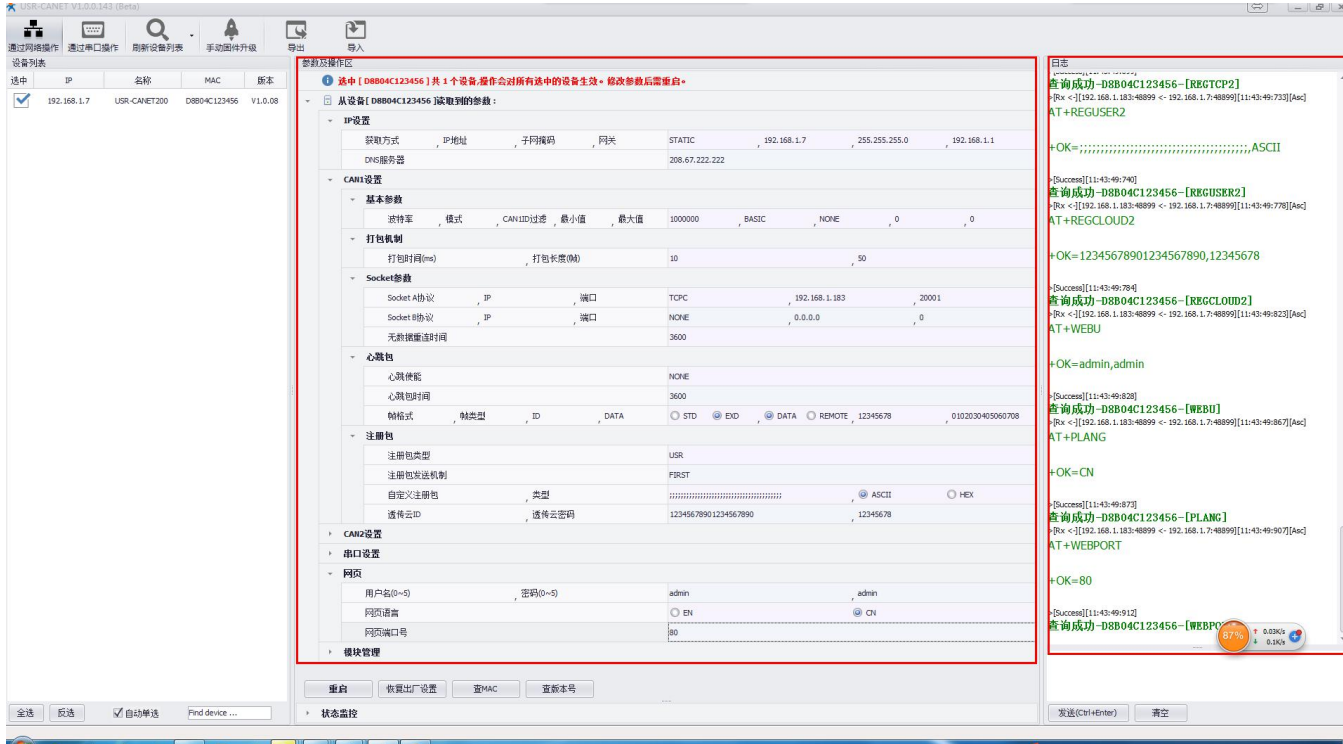 USR-CANET V1.0.0.143 (Beta)
通过网络操作 通过串口操作 刷新设备列表 手动固件升级 导出 导入
设备列表
选中 IP 名称 MAC 版本
192.168.1.7 USR-CANET200 D8B04C123456 V1.0.08
全选 反选 自动单选 Find device ...
参数及操作区
选中 [ D8B04C123456 ]共 1 个设备,操作会对所有选中的设备生效。修改参数后需重启。
从设备[ D8B04C123456 ]读取到的参数：
IP设置
获取方式 , IP地址 , 子网掩码 , 网关 STATIC , 192.168.1.7 , 255.255.255.0 , 192.168.1.1
DNS服务器 208.67.222.222
CAN1设置
基本参数
波特率 , 模式 , CAN1ID过滤 , 最小值 , 最大值 1000000 , BASIC , NONE , 0 , 0
打包机制
打包时间(ms) , 打包长度(帧) 10 , 50
Socket参数
Socket A协议 , IP , 端口 TCPC , 192.168.1.183 , 20001
Socket B协议 , IP , 端口 NONE , 0.0.0.0 , 0
无数据重连时间 3600
心跳包
心跳使能 NONE
心跳包时间 3600
帧格式 , 帧类型 , ID , DATA STD EXD , DATA REMOTE , 12345678 , 0102030405060708
注册包
注册包类型 USR
注册包发送机制 FIRST
自定义注册包 , 类型 ;;;;;;;;;;;;;;;;;;;;;;;;;;;;;;;;;;;;;;;; , ASCII HEX
透传云ID , 透传云密码 12345678901234567890 , 12345678
CAN2设置
串口设置
网页
用户名(0~5) , 密码(0~5) admin , admin
网页语言 EN CN
网页端口号 80
模块管理
重启 恢复出厂设置 查MAC 查版本号
状态监控
日志
查询成功-D8B04C123456-[REGTCP2]
>[Rx <-][192.168.1.183:48899 <- 192.168.1.7:48899][11:43:49:733][Asc]
AT+REGUSER2
+OK=;;;;;;;;;;;;;;;;;;;;;;;;;;;;;;;;;;;;;;;;,ASCII
>[Success][11:43:49:740]
查询成功-D8B04C123456-[REGUSER2]
>[Rx <-][192.168.1.183:48899 <- 192.168.1.7:48899][11:43:49:778][Asc]
AT+REGCLOUD2
+OK=12345678901234567890,12345678
>[Success][11:43:49:784]
查询成功-D8B04C123456-[REGCLOUD2]
>[Rx <-][192.168.1.183:48899 <- 192.168.1.7:48899][11:43:49:823][Asc]
AT+WEBU
+OK=admin,admin
>[Success][11:43:49:828]
查询成功-D8B04C123456-[WEBU]
>[Rx <-][192.168.1.183:48899 <- 192.168.1.7:48899][11:43:49:867][Asc]
AT+PLANG
+OK=CN
>[Success][11:43:49:873]
查询成功-D8B04C123456-[PLANG]
>[Rx <-][192.168.1.183:48899 <- 192.168.1.7:48899][11:43:49:907][Asc]
AT+WEBPORT
+OK=80
>[Success][11:43:49:912]
查询成功-D8B04C123456-[WEBPO
87% 0.03K/s
0.1K/s
发送(Ctrl+Enter) 清空